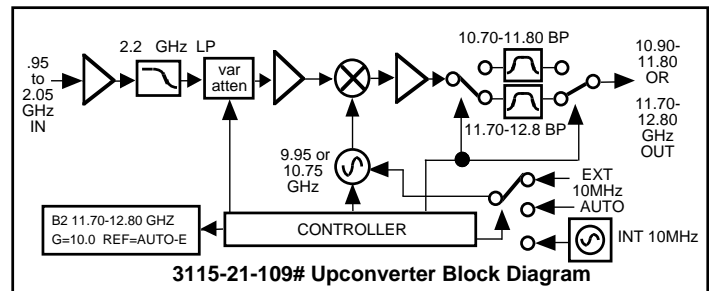 2.2 GHz LP
.95
to
2.05
GHz
IN
var
atten
10.70-11.80 BP
11.70-12.8 BP
10.90-
11.80
OR
11.70-
12.80
GHz
OUT
9.95 or
10.75
GHz
EXT
10MHz
AUTO
INT 10MHz
B2 11.70-12.80 GHZ
G=10.0 REF=AUTO-E
CONTROLLER
3115-21-109# Upconverter Block Diagram